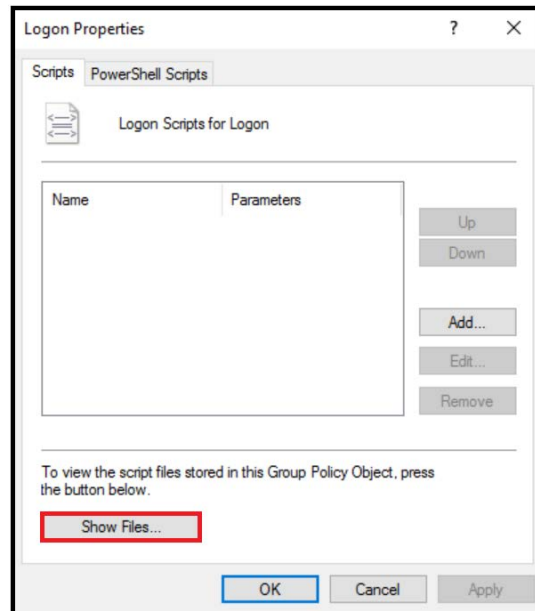 Logon Properties ? ×
Scripts PowerShell Scripts
Logon Scripts for Logon
Name Parameters
Up
Down
Add...
Edit...
Remove
To view the script files stored in this Group Policy Object, press
the button below.
Show Files...
OK Cancel Apply